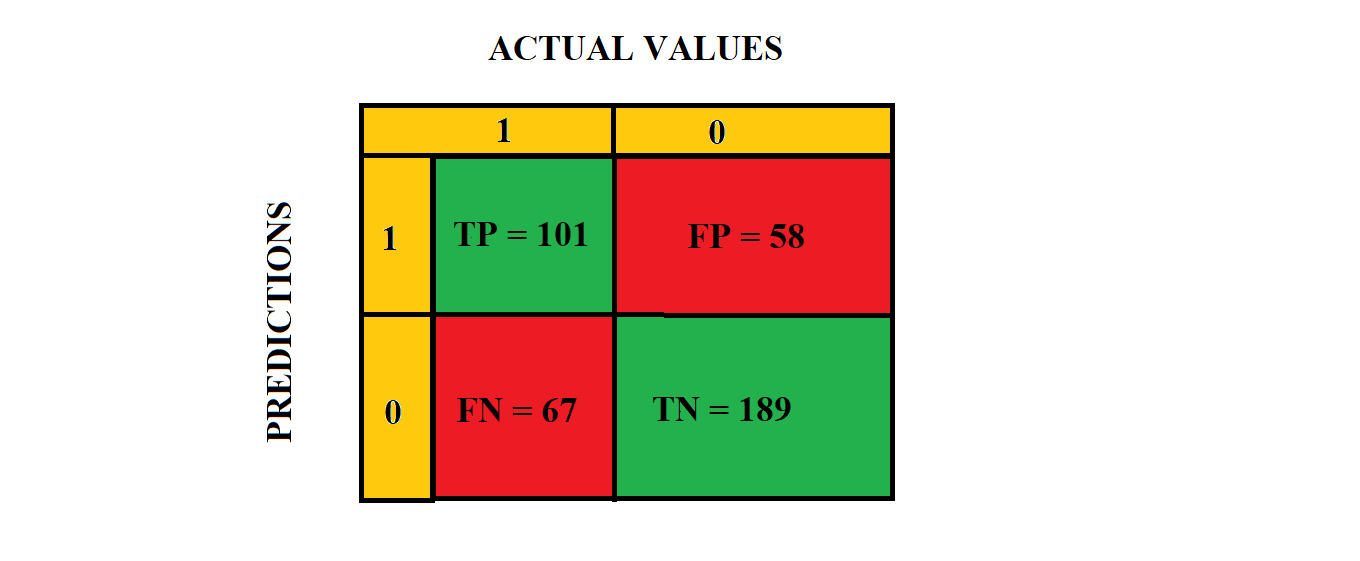 ACTUAL VALUES
1 0
PREDICTIONS
1 TP = 101 FP = 58
0 FN = 67 TN = 189